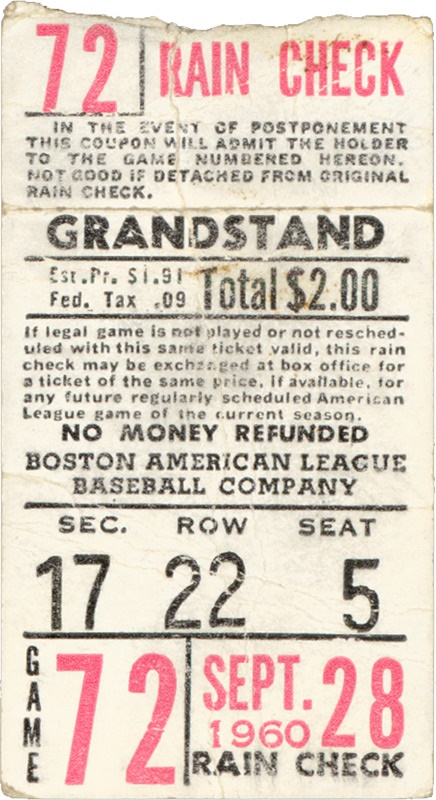 72 RAIN CHECK
IN THE EVENT OF POSTPONEMENT
THIS COUPON WILL ADMIT THE HOLDER
TO THE GAME NUMBERED HEREON.
NOT GOOD IF DETACHED FROM ORIGINAL
RAIN CHECK.
GRANDSTAND
Est.Pr. $1.91
Fed. Tax .09
Total $2.00
If legal game is not played or not resched-
uled with this same ticket valid, this rain
check may be exchanged at box office for
a ticket of the same price, if available, for
any future regularly scheduled American
League game of the current season.
NO MONEY REFUNDED
BOSTON AMERICAN LEAGUE
BASEBALL COMPANY
SEC. ROW SEAT
17 22 5
GAME 72
SEPT. 28
1960
RAIN CHECK